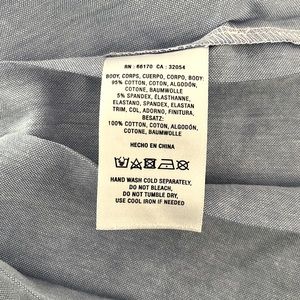 RN : 66170 CA : 32054
BODY, CORPS, CUERPO, CORPO, BODY:
95% COTTON, COTON, ALGODÓN,
COTONE, BAUMWOLLE
5% SPANDEX, ÉLASTHANNE,
ELASTANO, SPANDEX, ELASTAN
TRIM, COL, ADORNO, FINITURA,
BESATZ:
100% COTTON, COTON, ALGODÓN,
COTONE, BAUMWOLLE
HECHO EN CHINA
HAND WASH COLD SEPARATELY,
DO NOT BLEACH,
DO NOT TUMBLE DRY,
USE COOL IRON IF NEEDED